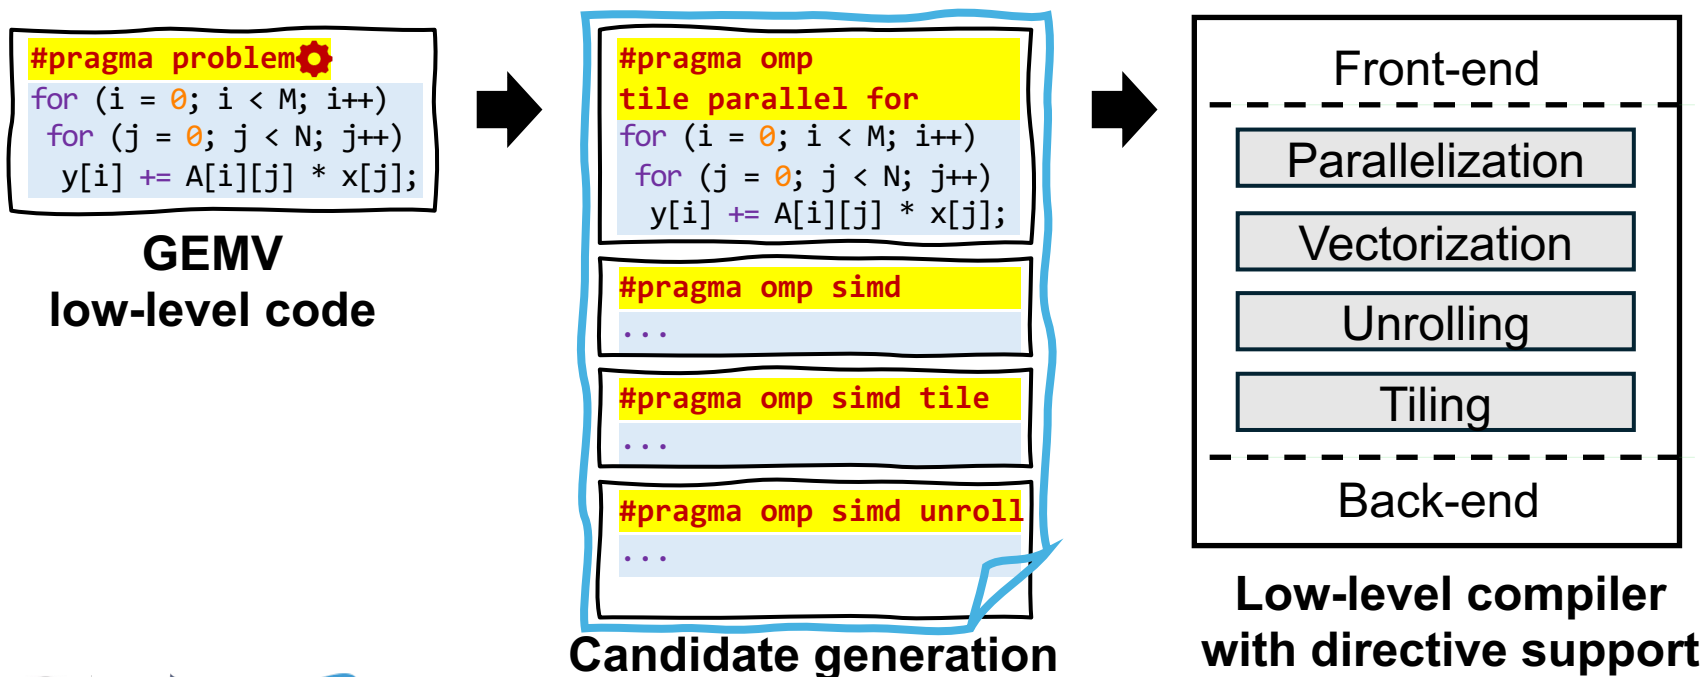 #pragma problem
for (i = 0; i < M; i++)
for (j = 0; j < N; j++)
y[i] += A[i][j] * x[j];
GEMV
low-level code
#pragma omp
tile parallel for
for (i = 0; i < M; i++)
for (j = 0; j < N; j++)
y[i] += A[i][j] * x[j];
#pragma omp simd
...
#pragma omp simd tile
...
#pragma omp simd unroll
...
Candidate generation
Front-end
Parallelization
Vectorization
Unrolling
Tiling
Back-end
Low-level compiler
with directive support